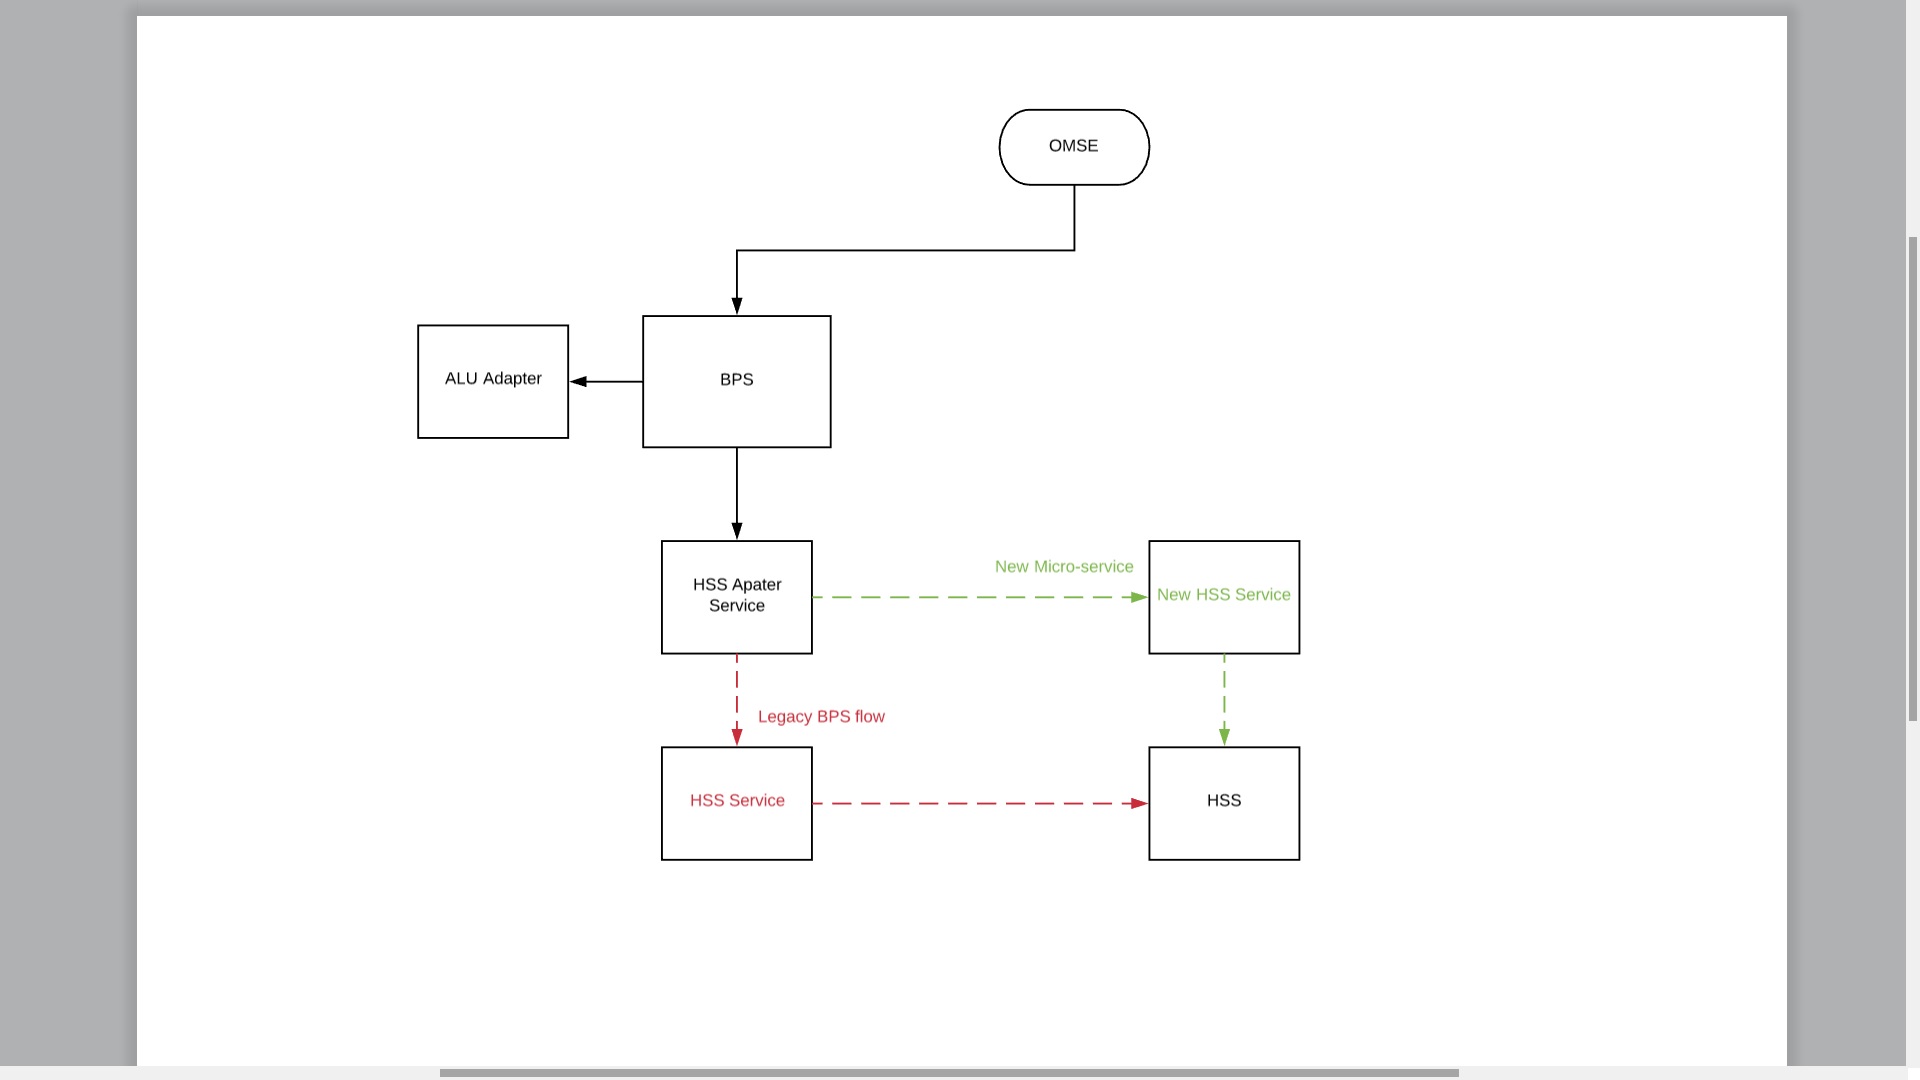 OMSE
ALU Adapter
BPS
HSS Apater
Service
New Micro-service
New HSS Service
Legacy BPS flow
HSS Service
HSS